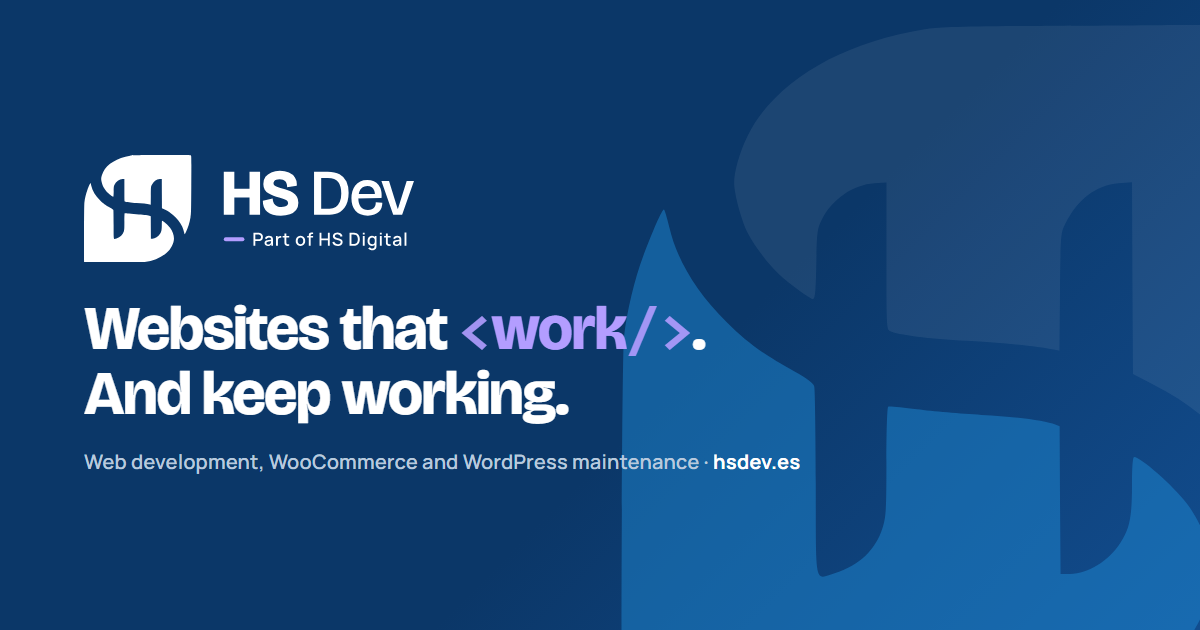 HS Dev
Part of HS Digital
Websites that <work/>.
And keep working.
Web development, WooCommerce and WordPress maintenance · hsdev.es